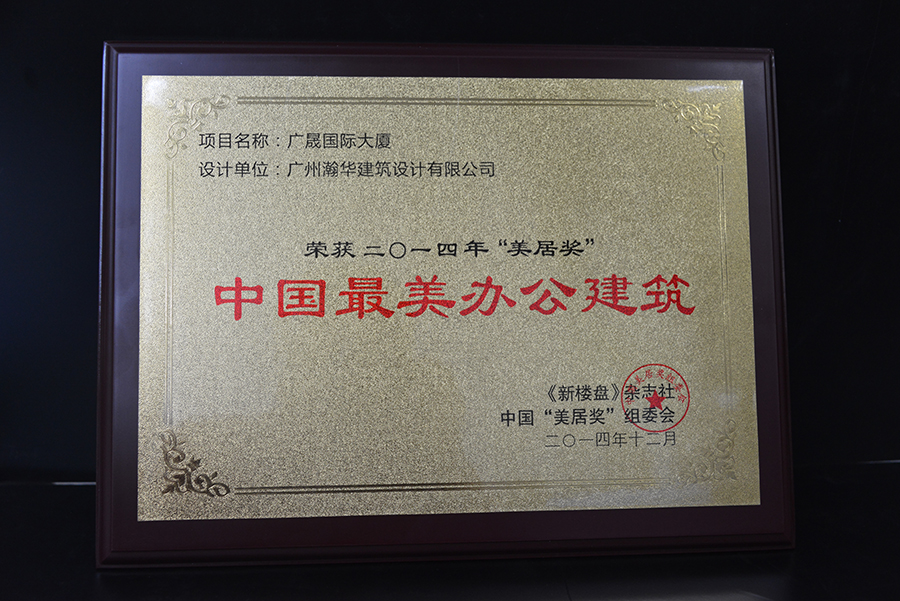 项目名称：广晟国际大厦
设计单位：广州瀚华建筑设计有限公司
荣获 二〇一四年 “美居奖”
中国最美办公建筑
《新楼盘》杂志社
中国“美居奖”组委会
二〇一四年十二月